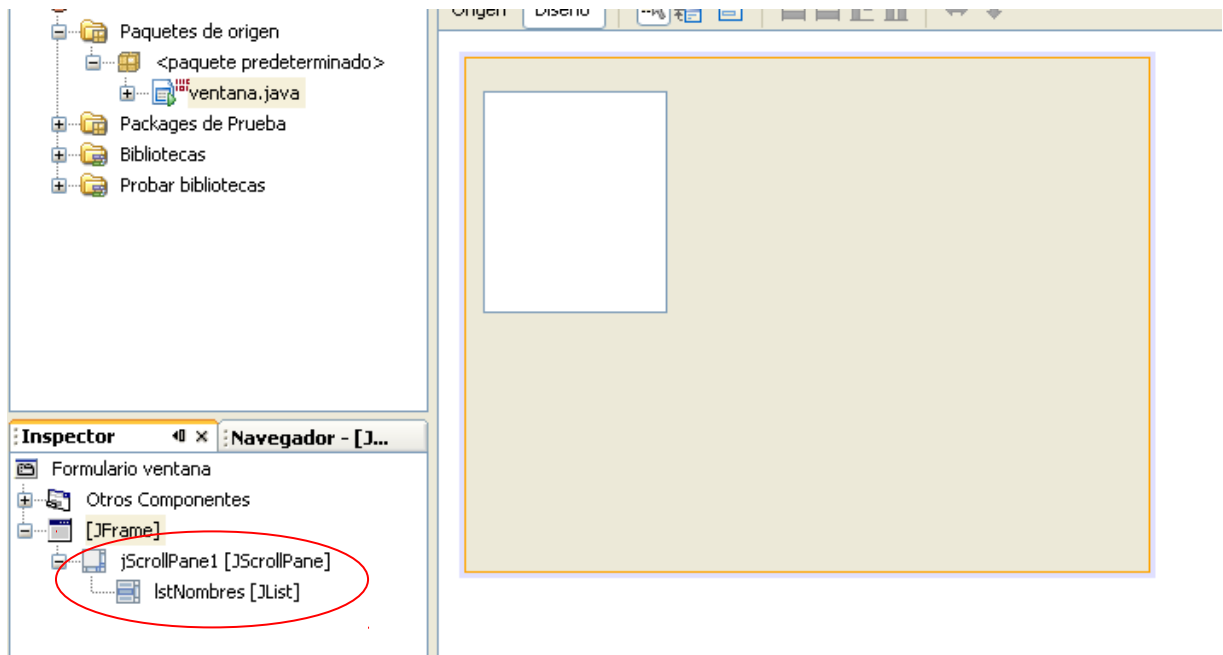 Origen Diseño
Paquetes de origen
<paquete predeterminado>
ventana.java
Packages de Prueba
Bibliotecas
Probar bibliotecas
Inspector
Navegador - [J...
Formulario ventana
Otros Componentes
[JFrame]
jScrollPane1 [JScrollPane]
lstNombres [JList]